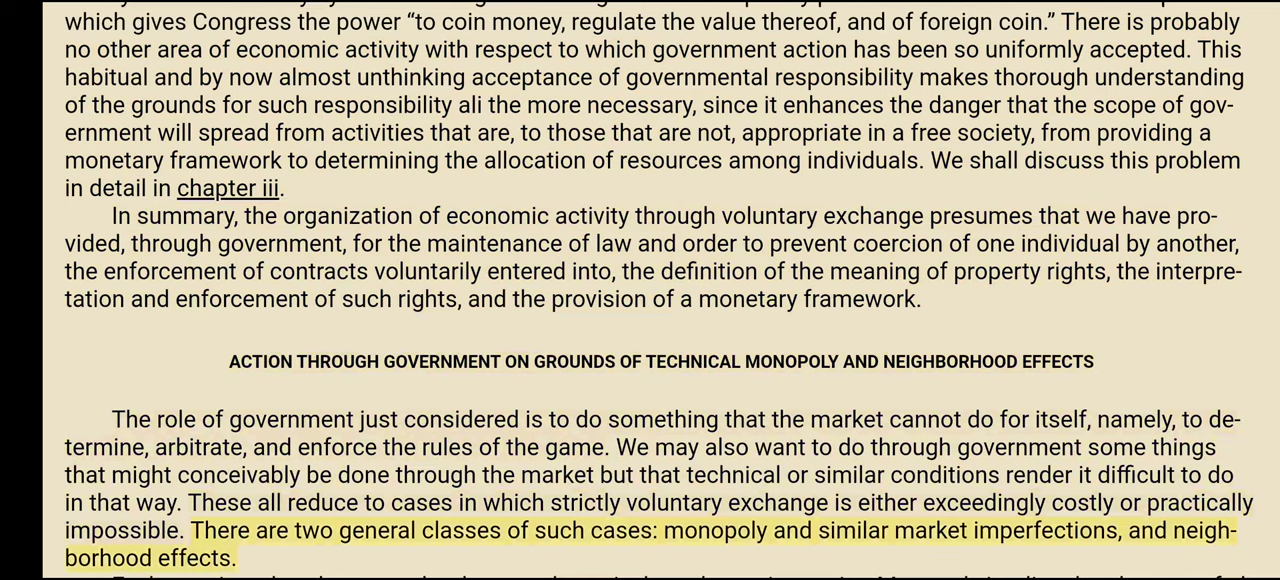 which gives Congress the power “to coin money, regulate the value thereof, and of foreign coin.” There is probably
no other area of economic activity with respect to which government action has been so uniformly accepted. This
habitual and by now almost unthinking acceptance of governmental responsibility makes thorough understanding
of the grounds for such responsibility ali the more necessary, since it enhances the danger that the scope of gov-
ernment will spread from activities that are, to those that are not, appropriate in a free society, from providing a
monetary framework to determining the allocation of resources among individuals. We shall discuss this problem
in detail in chapter iii.
In summary, the organization of economic activity through voluntary exchange presumes that we have pro-
vided, through government, for the maintenance of law and order to prevent coercion of one individual by another,
the enforcement of contracts voluntarily entered into, the definition of the meaning of property rights, the interpre-
tation and enforcement of such rights, and the provision of a monetary framework.
ACTION THROUGH GOVERNMENT ON GROUNDS OF TECHNICAL MONOPOLY AND NEIGHBORHOOD EFFECTS
The role of government just considered is to do something that the market cannot do for itself, namely, to de-
termine, arbitrate, and enforce the rules of the game. We may also want to do through government some things
that might conceivably be done through the market but that technical or similar conditions render it difficult to do
in that way. These all reduce to cases in which strictly voluntary exchange is either exceedingly costly or practically
impossible. There are two general classes of such cases: monopoly and similar market imperfections, and neigh-
borhood effects.